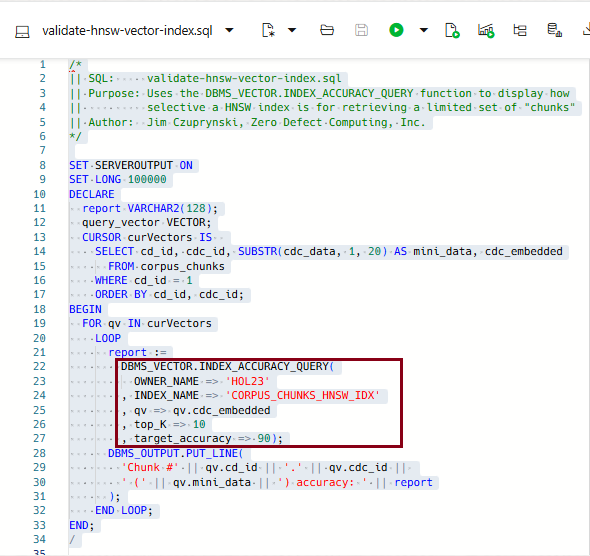 validate-hnsw-vector-index.sql
1 /*
2 || SQL: validate-hnsw-vector-index.sql
3 || Purpose: Uses the DBMS_VECTOR.INDEX_ACCURACY_QUERY function to display how
4 || selective a HNSW index is for retrieving a limited set of "chunks"
5 || Author: Jim Czuprynski, Zero Defect Computing, Inc.
6 */
7
8 SET SERVEROUTPUT ON
9 SET LONG 100000
10 DECLARE
11 report VARCHAR2(128);
12 query_vector VECTOR;
13 CURSOR curVectors IS
14 SELECT cd_id, cdc_id, SUBSTR(cdc_data, 1, 20) AS mini_data, cdc_embedded
15 FROM corpus_chunks
16 WHERE cd_id = 1
17 ORDER BY cd_id, cdc_id;
18 BEGIN
19 FOR qv IN curVectors
20 LOOP
21 report :=
22 DBMS_VECTOR.INDEX_ACCURACY_QUERY(
23 OWNER_NAME => 'HOL23'
24 , INDEX_NAME => 'CORPUS_CHUNKS_HNSW_IDX'
25 , qv => qv.cdc_embedded
26 , top_K => 10
27 , target_accuracy => 90);
28 DBMS_OUTPUT.PUT_LINE(
29 'Chunk #' || qv.cd_id || '.' || qv.cdc_id ||
30 ' (' || qv.mini_data || ') accuracy: ' || report
31 );
32 END LOOP;
33 END;
34 /
35